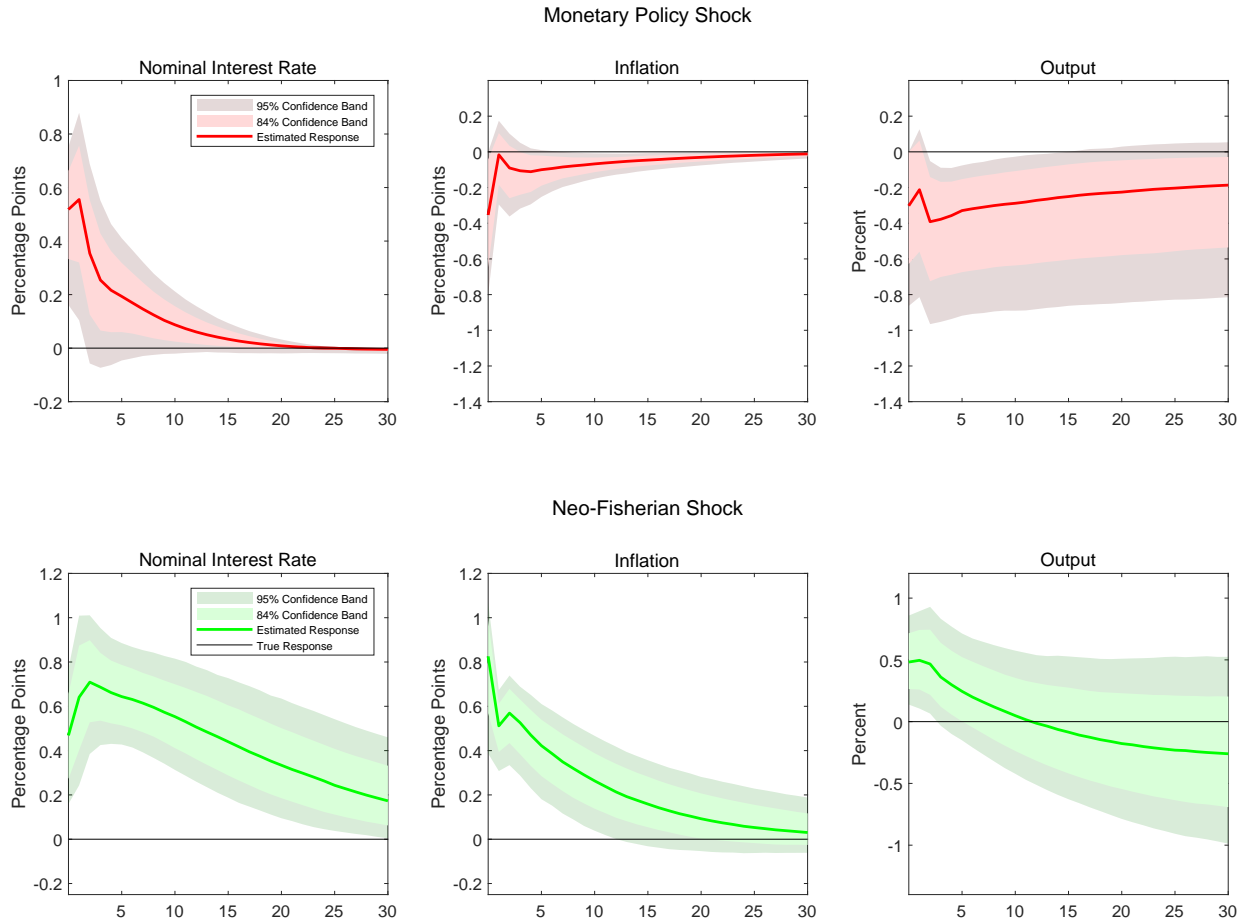 Monetary Policy Shock
Nominal Interest Rate
Inflation
Output
95% Confidence Band
84% Confidence Band
Estimated Response
Percentage Points
1
0.8
0.6
0.4
0.2
0
-0.2
5 10 15 20 25 30
Percentage Points
0.2
0
-0.2
-0.4
-0.6
-0.8
-1
-1.2
-1.4
5 10 15 20 25 30
Percent
0.2
0
-0.2
-0.4
-0.6
-0.8
-1
-1.2
-1.4
5 10 15 20 25 30
Neo-Fisherian Shock
Nominal Interest Rate
Inflation
Output
95% Confidence Band
84% Confidence Band
Estimated Response
True Response
Percentage Points
1.2
1
0.8
0.6
0.4
0.2
0
-0.2
5 10 15 20 25 30
Percentage Points
1.2
1
0.8
0.6
0.4
0.2
0
-0.2
5 10 15 20 25 30
Percent
1
0.5
0
-0.5
-1
5 10 15 20 25 30